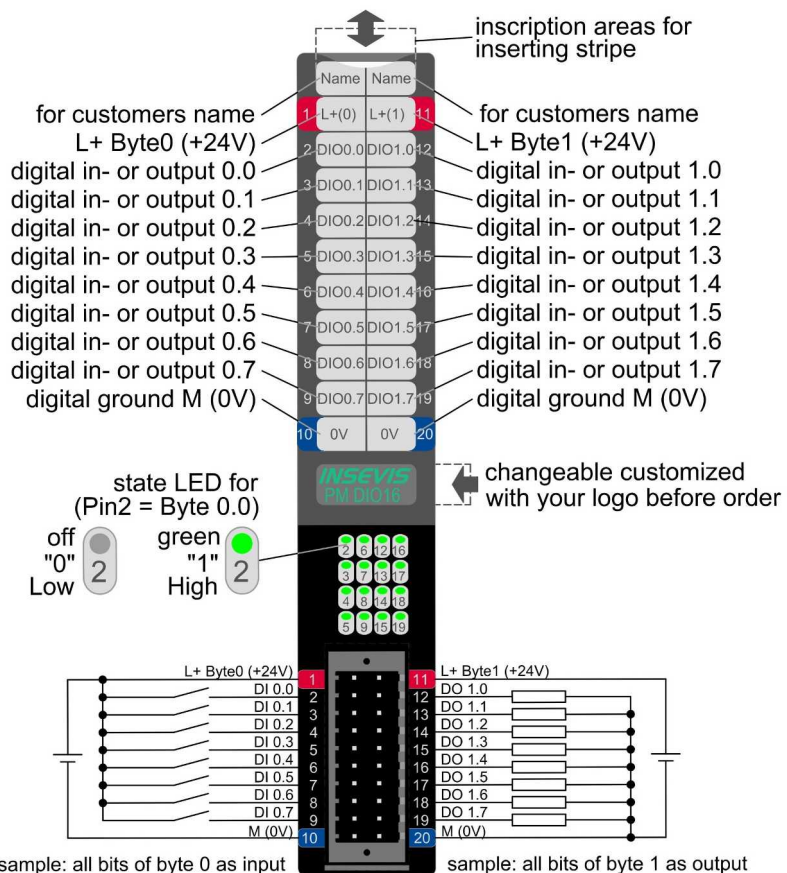 inscription areas for
inserting stripe
Name Name
for customers name
for customers name
1 L+(0) L+(1) 11
L+ Byte0 (+24V)
L+ Byte1 (+24V)
2 DIO0.0 DIO1.0 12
digital in- or output 0.0
digital in- or output 1.0
3 DIO0.1 DIO1.1 13
digital in- or output 0.1
digital in- or output 1.1
4 DIO0.2 DIO1.2 14
digital in- or output 0.2
digital in- or output 1.2
5 DIO0.3 DIO1.3 15
digital in- or output 0.3
digital in- or output 1.3
6 DIO0.4 DIO1.4 16
digital in- or output 0.4
digital in- or output 1.4
7 DIO0.5 DIO1.5 17
digital in- or output 0.5
digital in- or output 1.5
8 DIO0.6 DIO1.6 18
digital in- or output 0.6
digital in- or output 1.6
9 DIO0.7 DIO1.7 19
digital in- or output 0.7
digital in- or output 1.7
digital ground M (0V)
digital ground M (0V)
10 0V 0V 20
INSEVIS
PM DIO16
changeable customized
with your logo before order
state LED for
(Pin2 = Byte 0.0)
off
"0"
Low
2
green
"1"
High
2
2 6 12 16
3 7 13 17
4 8 14 18
5 9 15 19
L+ Byte0 (+24V) 1 11 L+ Byte1 (+24V)
DI 0.0 2 12 DO 1.0
DI 0.1 3 13 DO 1.1
DI 0.2 4 14 DO 1.2
DI 0.3 5 15 DO 1.3
DI 0.4 6 16 DO 1.4
DI 0.5 7 17 DO 1.5
DI 0.6 8 18 DO 1.6
DI 0.7 9 19 DO 1.7
M (0V) 10 20 M (0V)
sample: all bits of byte 0 as input
sample: all bits of byte 1 as output